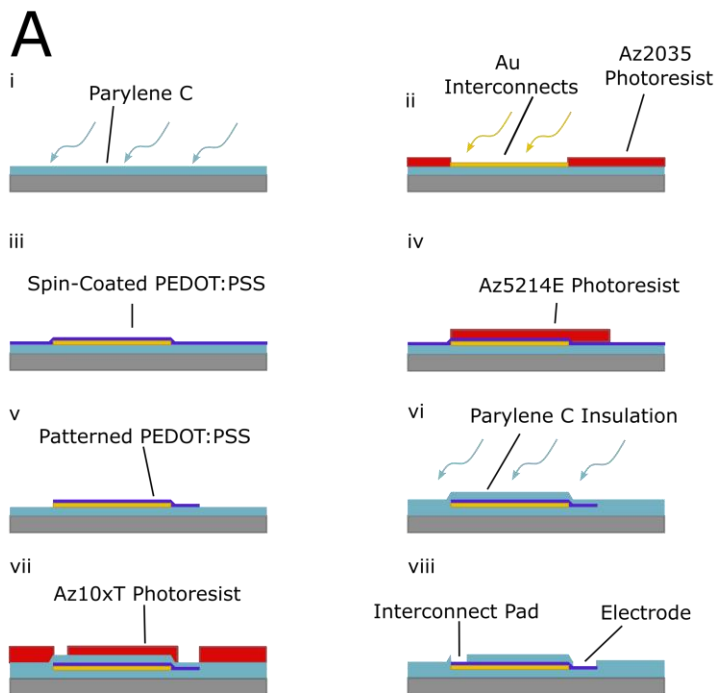 A
i
Parylene C
ii
Au
Interconnects
Az2035
Photoresist
iii
Spin-Coated PEDOT:PSS
iv
Az5214E Photoresist
v
Patterned PEDOT:PSS
vi
Parylene C Insulation
vii
Az10xT Photoresist
viii
Interconnect Pad
Electrode